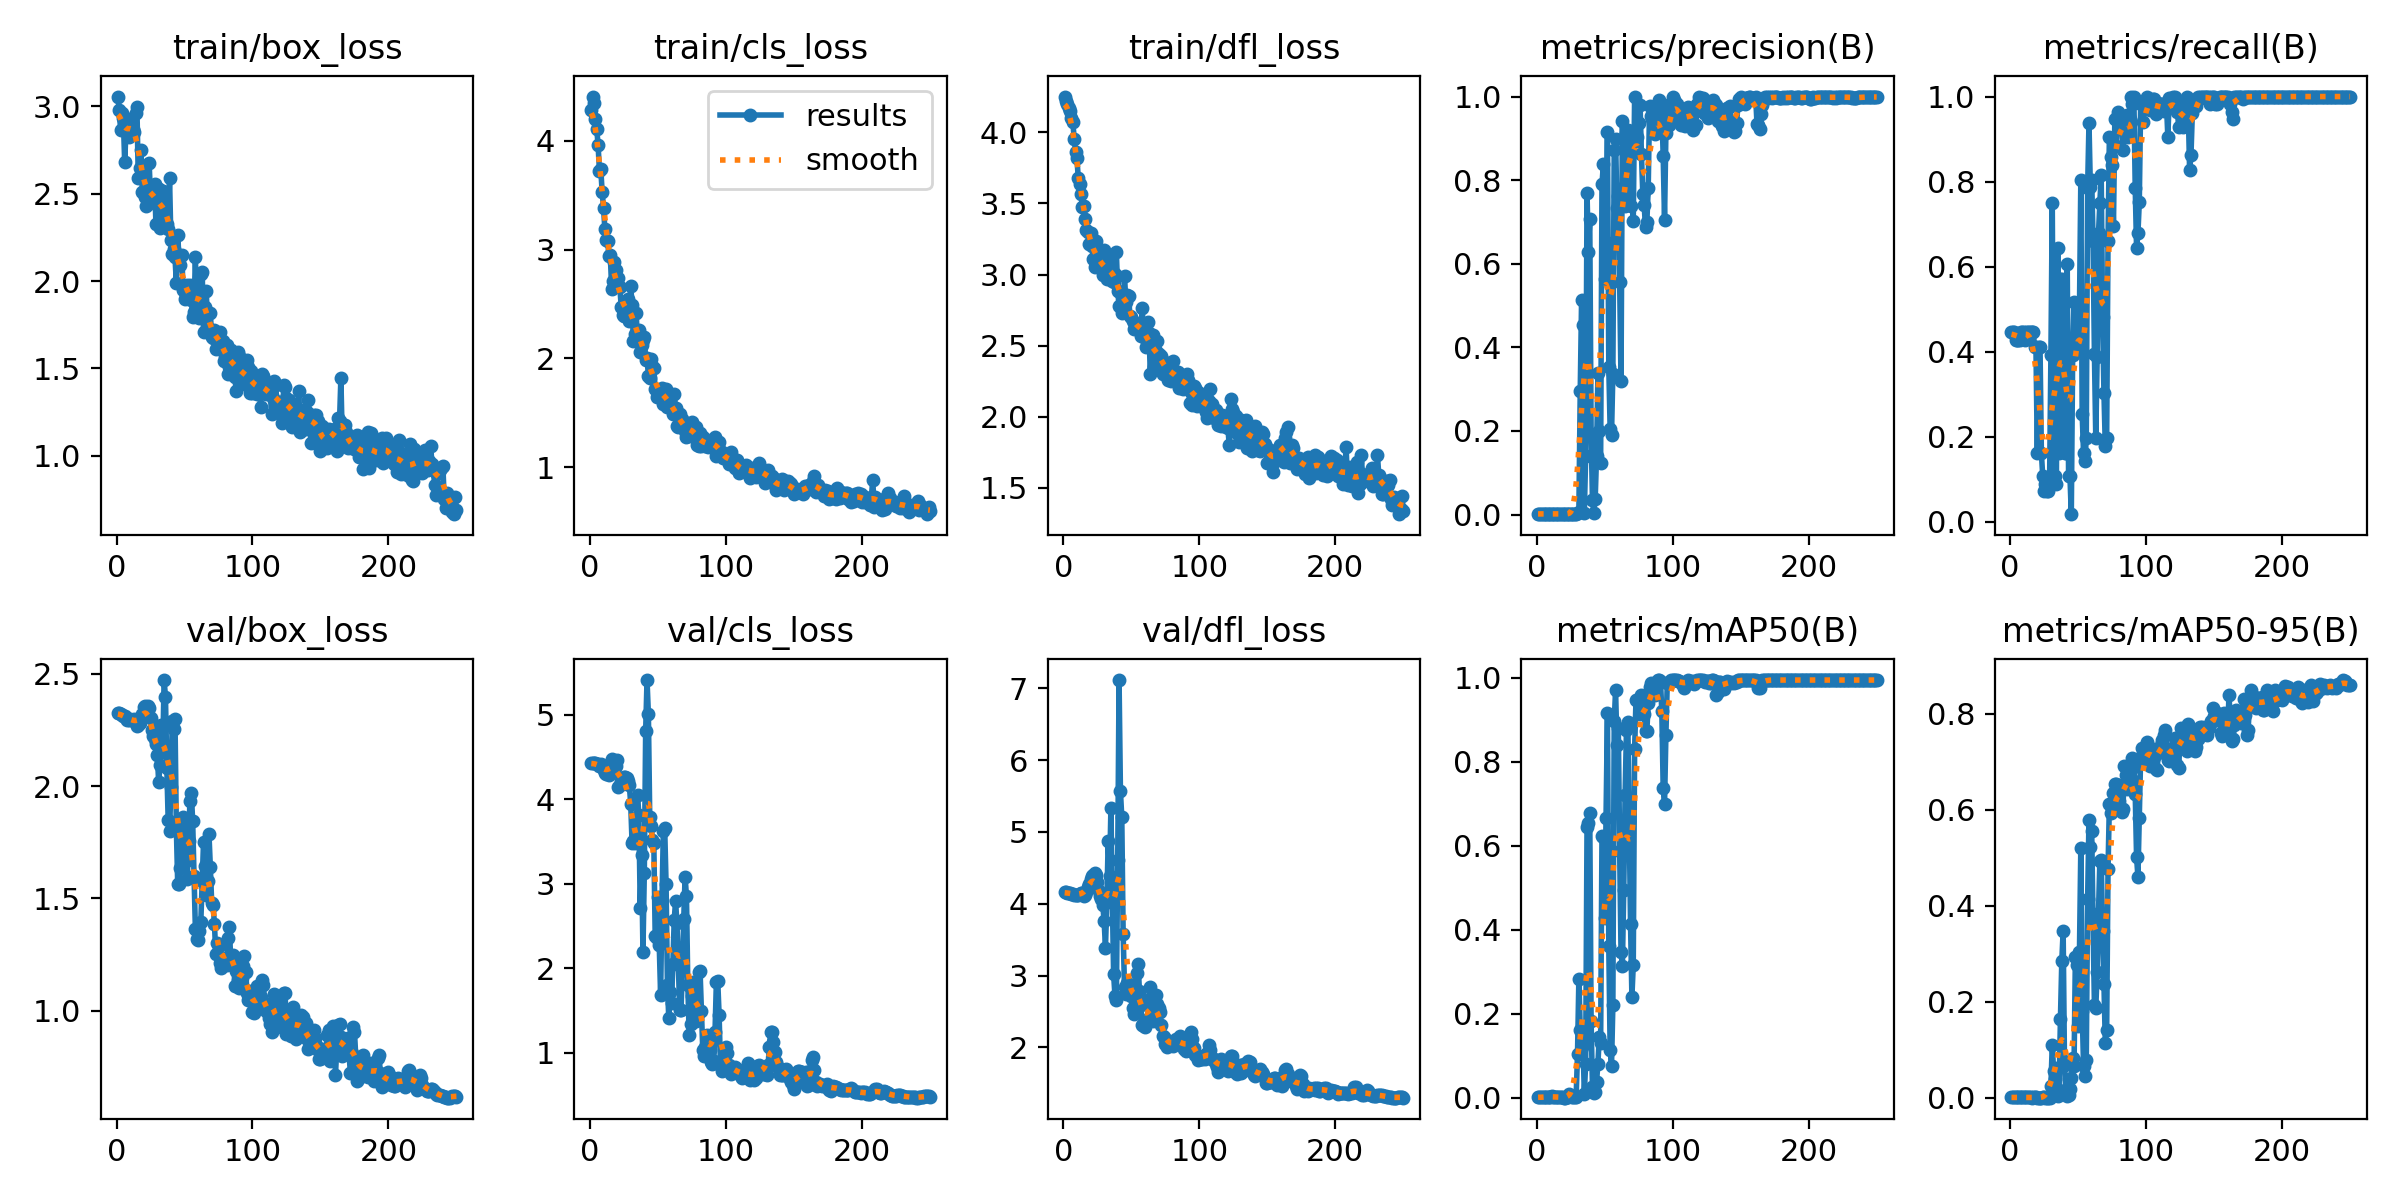 train/box_loss
3.0
2.5
2.0
1.5
1.0
0 100 200
train/cls_loss
results
smooth
4
3
2
1
0 100 200
train/dfl_loss
4.0
3.5
3.0
2.5
2.0
1.5
0 100 200
metrics/precision(B)
1.0
0.8
0.6
0.4
0.2
0.0
0 100 200
metrics/recall(B)
1.0
0.8
0.6
0.4
0.2
0.0
0 100 200
val/box_loss
2.5
2.0
1.5
1.0
0 100 200
val/cls_loss
5
4
3
2
1
0 100 200
val/dfl_loss
7
6
5
4
3
2
0 100 200
metrics/mAP50(B)
1.0
0.8
0.6
0.4
0.2
0.0
0 100 200
metrics/mAP50-95(B)
0.8
0.6
0.4
0.2
0.0
0 100 200